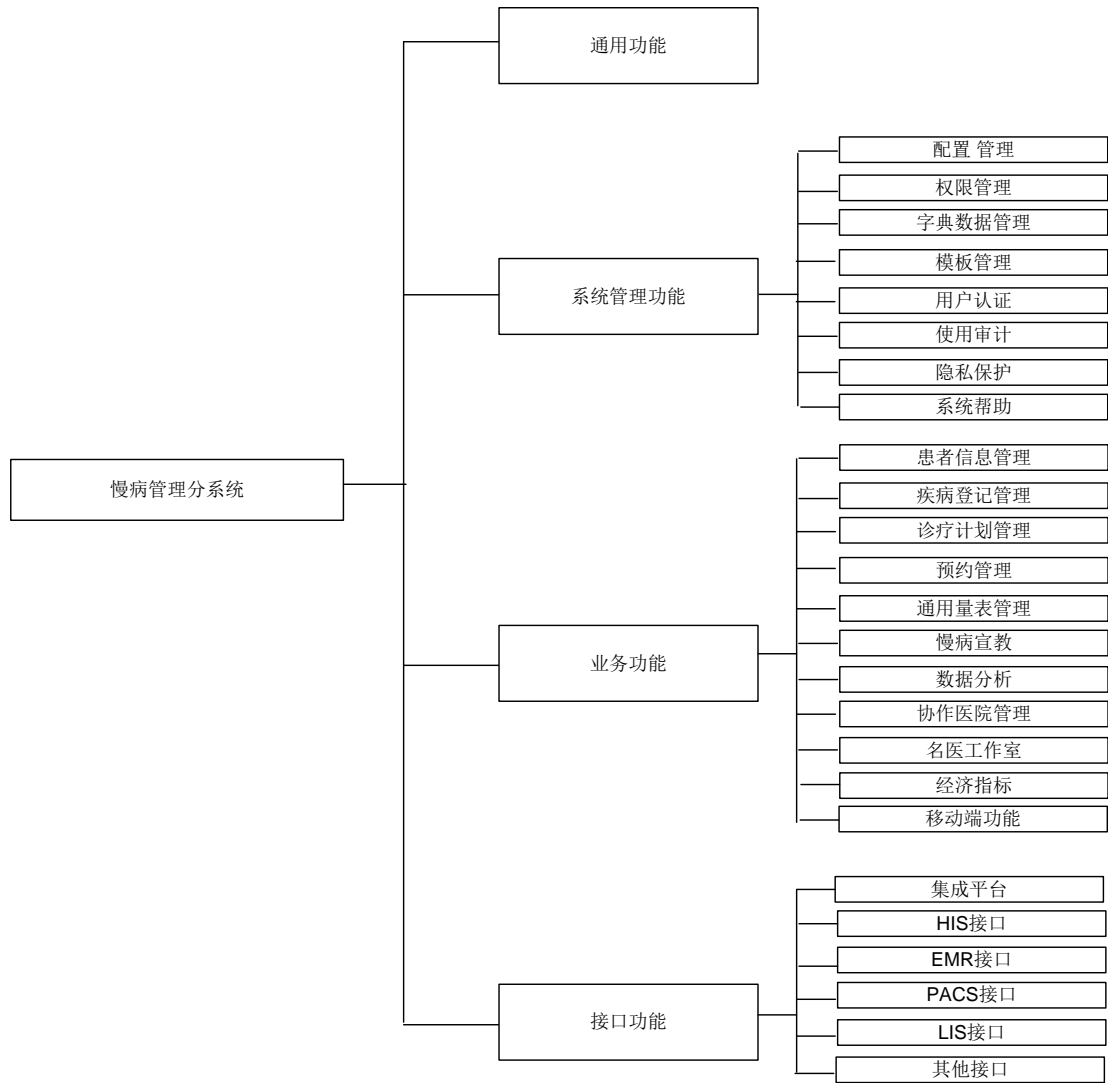 通用功能
配置 管理
权限管理
字典数据管理
系统管理功能
模板管理
用户认证
使用审计
隐私保护
系统帮助
慢病管理分系统
患者信息管理
疾病登记管理
诊疗计划管理
预约管理
通用量表管理
业务功能
慢病宣教
数据分析
协作医院管理
名医工作室
经济指标
移动端功能
集成平台
HIS接口
EMR接口
接口功能
PACS接口
LIS接口
其他接口